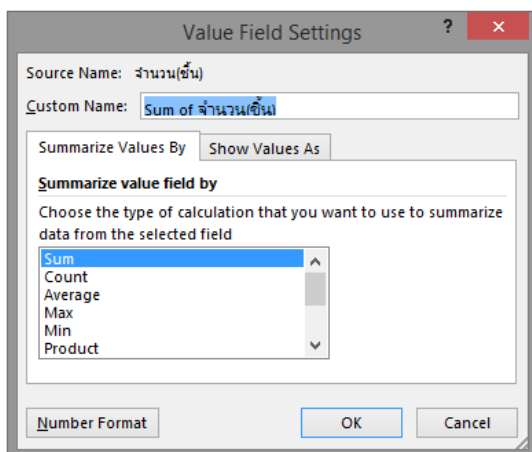 Value Field Settings
?
×
Source Name: จำนวน(ชิ้น)
Custom Name: Sum of จำนวน(ชิ้น)
Summarize Values By
Show Values As
Summarize value field by
Choose the type of calculation that you want to use to summarize
data from the selected field
Sum
Count
Average
Max
Min
Product
Number Format
OK
Cancel